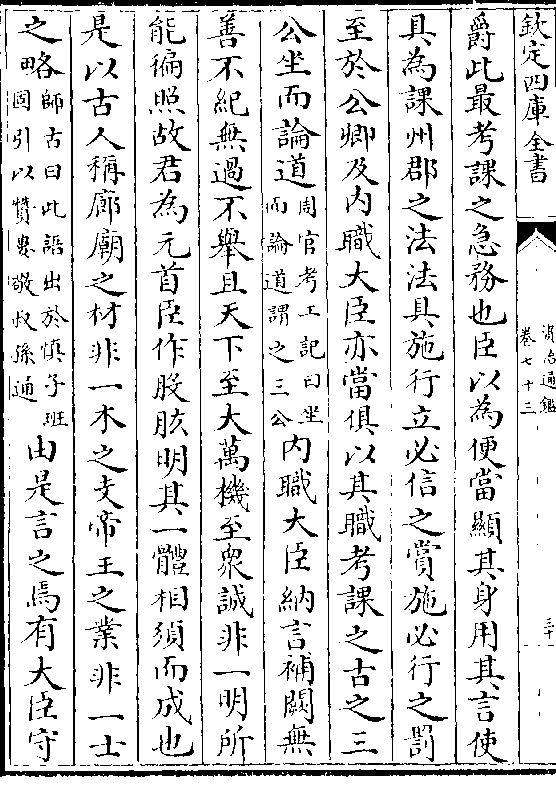 欽定四庫全書
資治通鑑
卷七十三
三十
爵此最考課之急務也臣以為便當顯其身用其言使
具為課州郡之法法具施行立必信之賞施必行之罰
至於公卿及內職大臣亦當俱以其職考課之古之三
公坐而論道周官考工記曰坐而論道謂之三公內職大臣納言補闕無
善不紀無過不舉且天下至大萬機至衆誠非一明所
能徧照故君為元首臣作股肱明其一體相須而成也
是以古人稱廊廟之材非一木之支帝王之業非一士
之略師古曰此語出於慎子班固引以贊婁敬叔孫通由是言之焉有大臣守